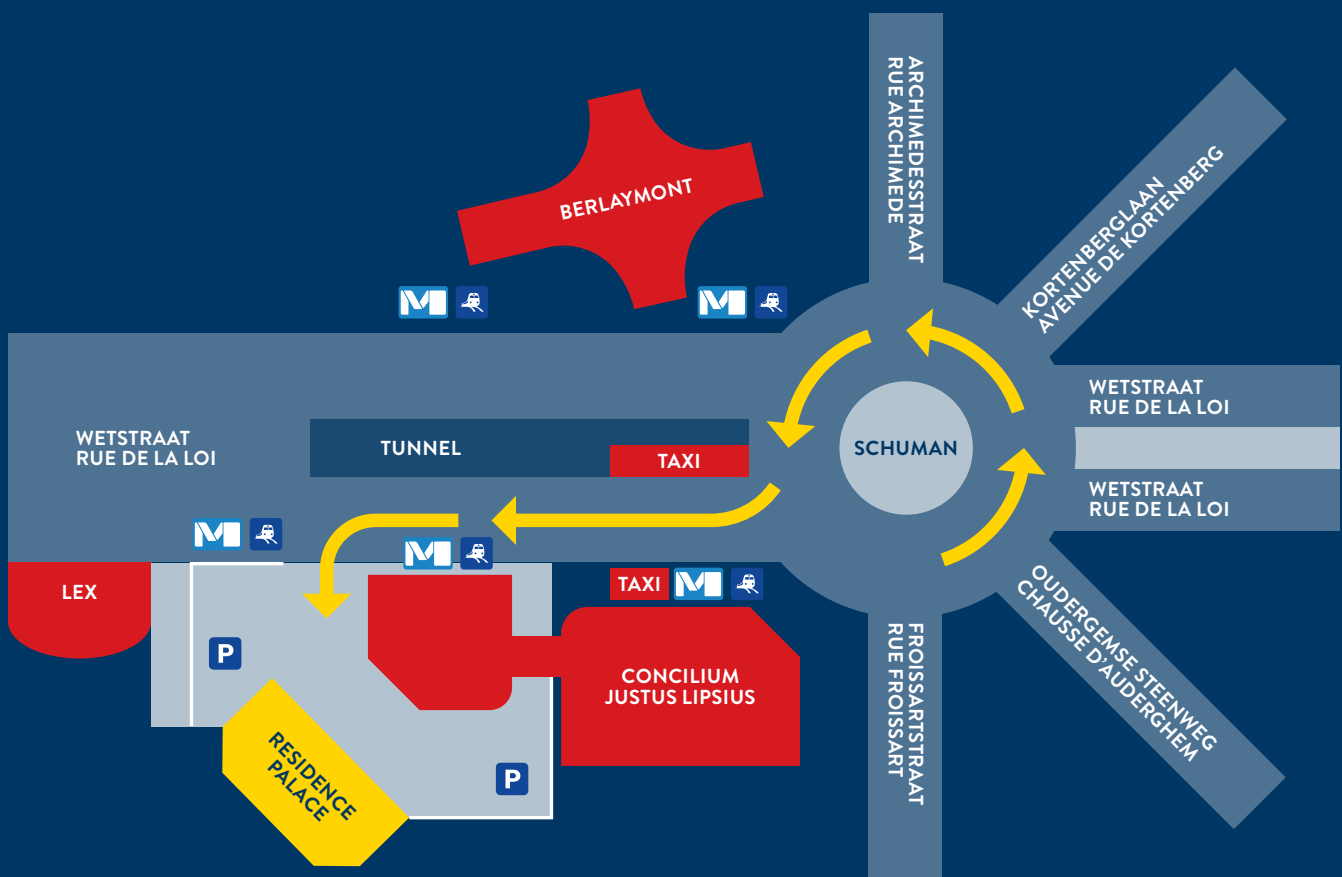 ARCHIMEDESSTRAAT
RUE ARCHIMEDE
KORTENBERGLAAN
AVENUE DE KORTENBERG
BERLAYMONT
M
M
WETSTRAAT
RUE DE LA LOI
WETSTRAAT
RUE DE LA LOI
TUNNEL
TAXI
SCHUMAN
WETSTRAAT
RUE DE LA LOI
M
M
LEX
TAXI
M
OUDERGEMSE STEENWEG
CHAUSSE D'AUDERGHEM
P
CONCILIUM
JUSTUS LIPSIUS
FROISSARTSTRAAT
RUE FROISSART
RESIDENCE
PALACE
P